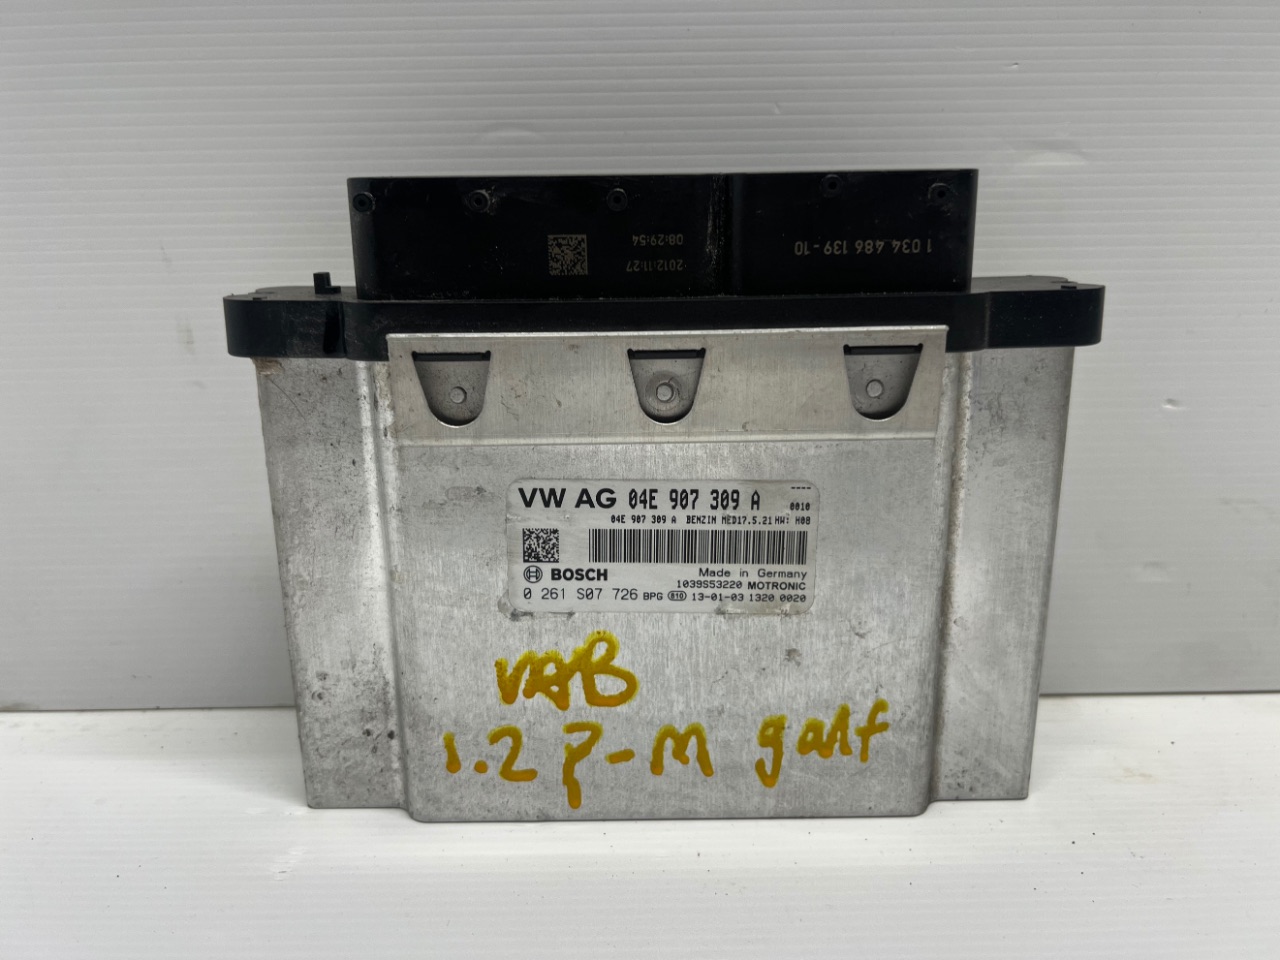 1 034 486 139-10
2012:11:27
08:29:54
----
VW AG 04E 907 309 A 0010
04E 907 309 A BENZIN MED17.5.21 HW: H08
BOSCH Made in Germany
1039S53220 MOTRONIC
0 261 S07 726 BPG 810 13-01-03 1320 0020
VAB
1.2 P-M golf